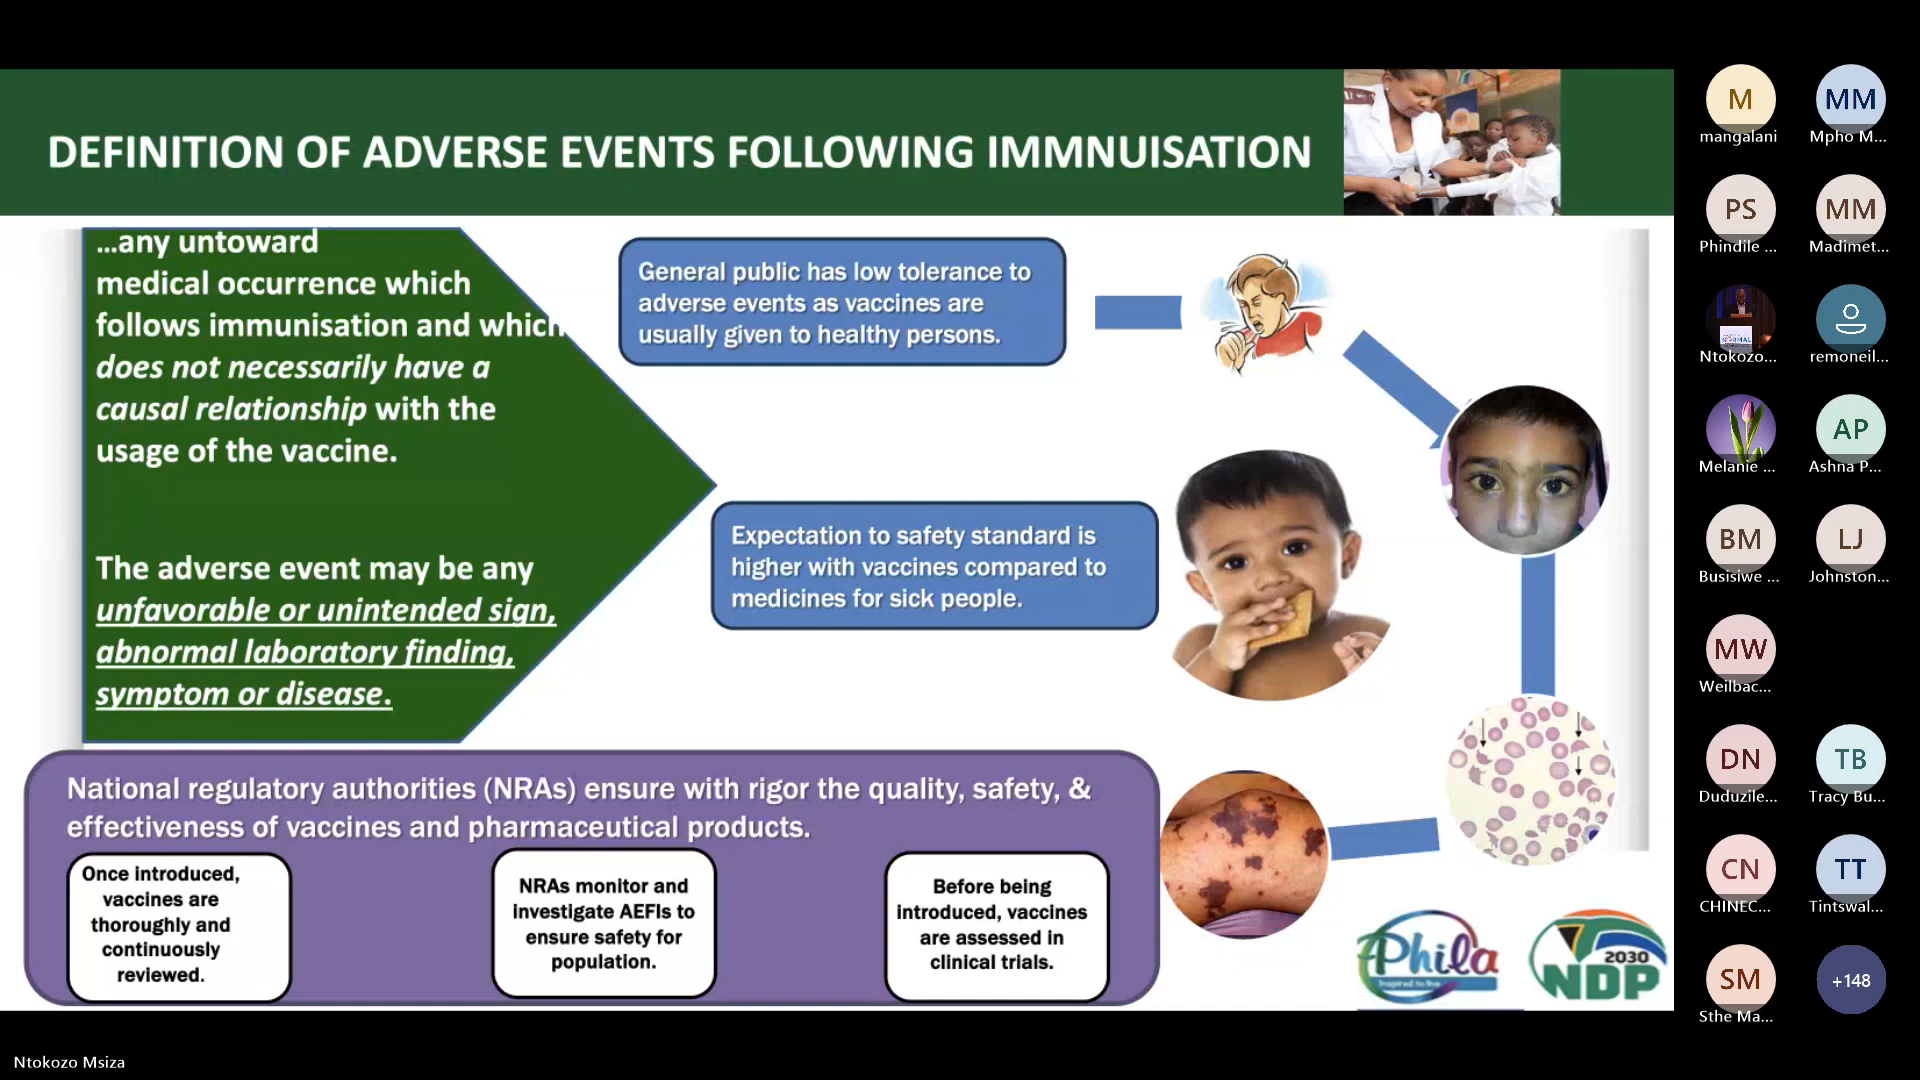 DEFINITION OF ADVERSE EVENTS FOLLOWING IMMNUISATION
...any untoward
medical occurrence which
follows immunisation and which
does not necessarily have a
causal relationship with the
usage of the vaccine.
The adverse event may be any
unfavorable or unintended sign,
abnormal laboratory finding,
symptom or disease.
General public has low tolerance to
adverse events as vaccines are
usually given to healthy persons.
Expectation to safety standard is
higher with vaccines compared to
medicines for sick people.
National regulatory authorities (NRAs) ensure with rigor the quality, safety, &
effectiveness of vaccines and pharmaceutical products.
Once introduced,
vaccines are
thoroughly and
continuously
reviewed.
NRAs monitor and
investigate AEFIs to
ensure safety for
population.
Before being
introduced, vaccines
are assessed in
clinical trials.
Phila
Inspired to live
2030
NDP
M
mangalani
MM
Mpho M...
PS
Phindile ...
MM
Madimet...
Ntokozo...
remoneil...
Melanie ...
AP
Ashna P...
BM
Busisiwe ...
LJ
Johnston...
MW
Weilbac...
DN
Duduzile...
TB
Tracy Bu...
CN
CHINEC...
TT
Tintswal...
SM
Sthe Ma...
+148
Ntokozo Msiza